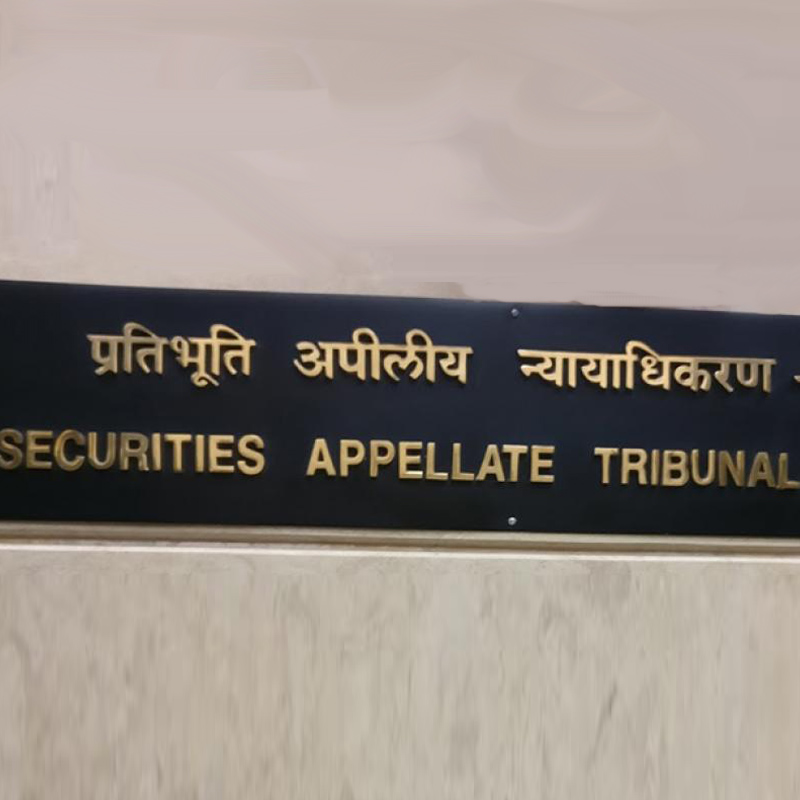 प्रतिभूति अपीलीय न्यायाधिकरण
SECURITIES APPELLATE TRIBUNAL